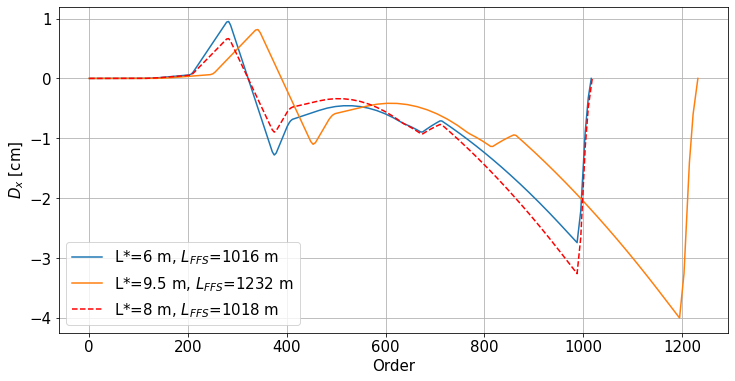 1
0
−1
−2
−3
−4
D_x [cm]
L*=6 m, L_FFS=1016 m
L*=9.5 m, L_FFS=1232 m
L*=8 m, L_FFS=1018 m
0 200 400 600 800 1000 1200
Order